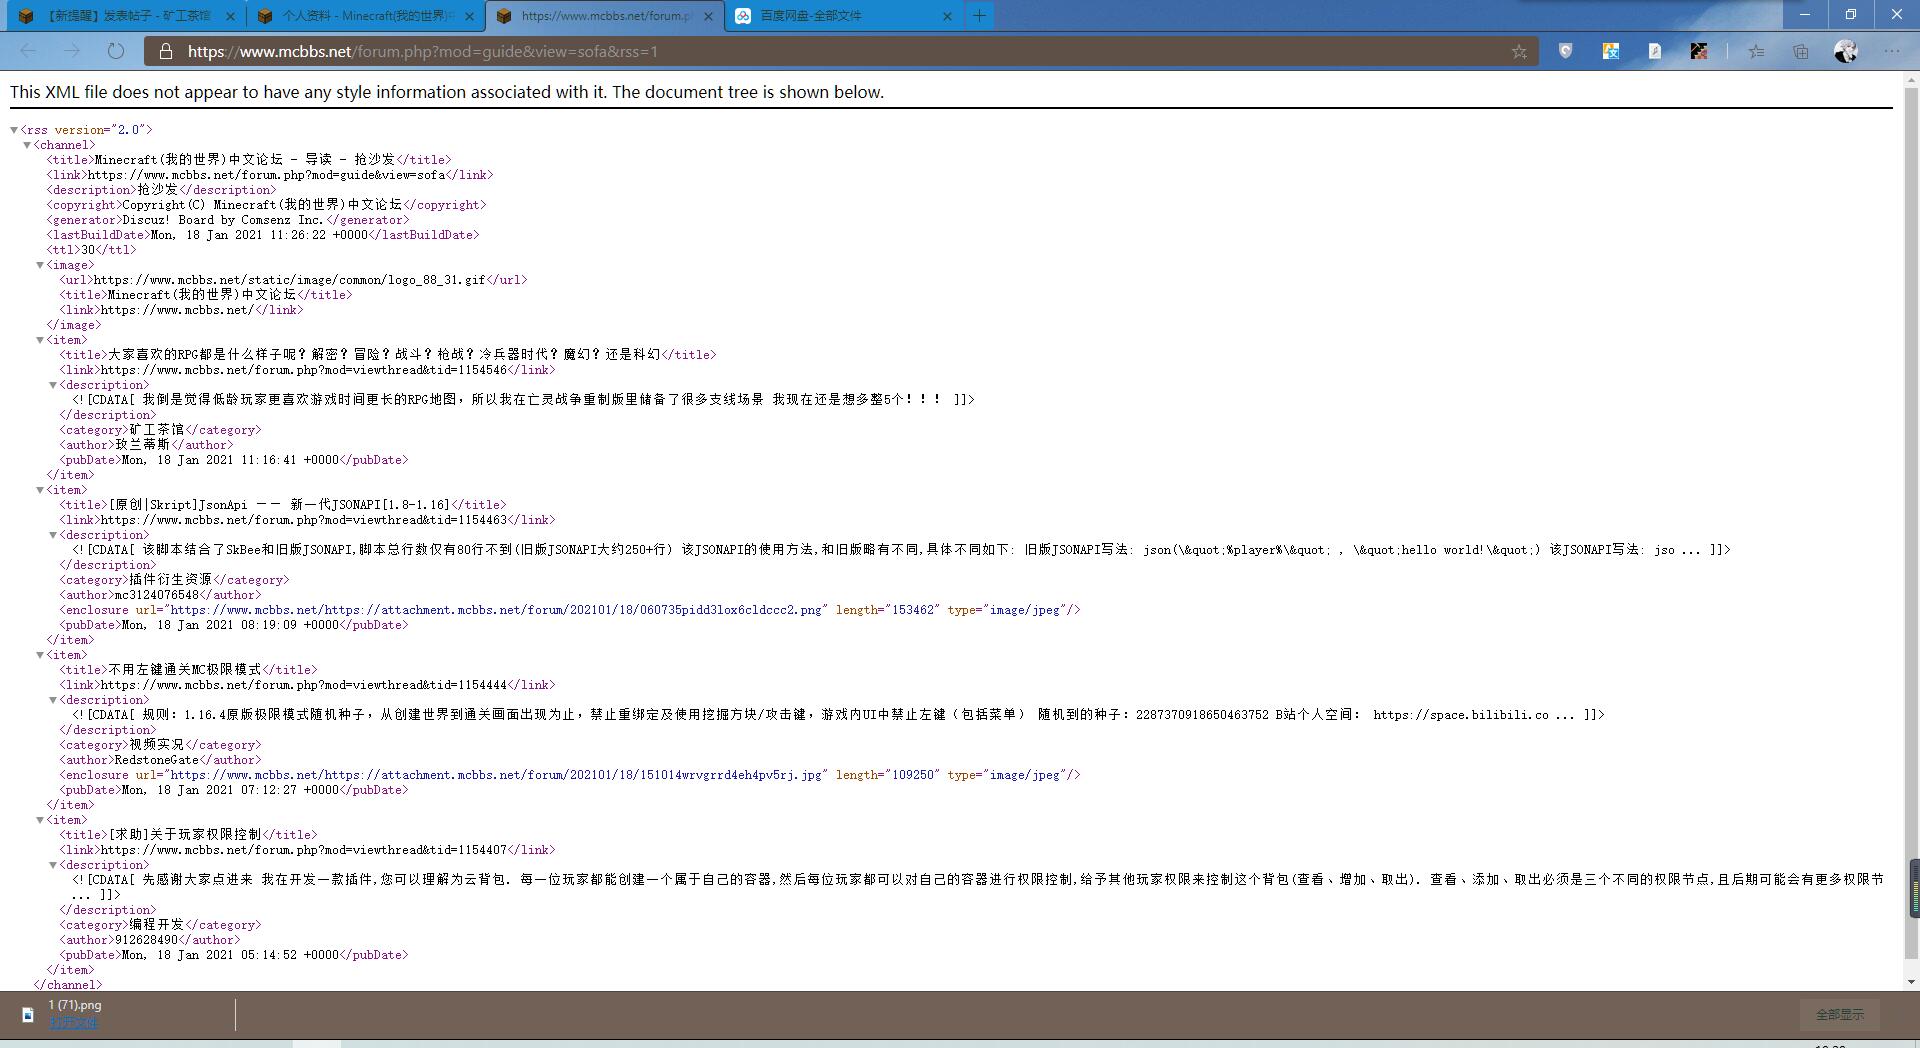 【新提醒】发表帖子 - 矿工茶馆
个人资料 - Minecraft(我的世界)中
https://www.mcbbs.net/forum.p
百度网盘-全部文件
https://www.mcbbs.net/forum.php?mod=guide&view=sofa&rss=1
This XML file does not appear to have any style information associated with it. The document tree is shown below.
▼<rss version="2.0">
▼<channel>
<title>Minecraft(我的世界)中文论坛 - 导读 - 抢沙发</title>
<link>https://www.mcbbs.net/forum.php?mod=guide&view=sofa</link>
<description>抢沙发</description>
<copyright>Copyright(C) Minecraft(我的世界)中文论坛</copyright>
<generator>Discuz! Board by Comsenz Inc.</generator>
<lastBuildDate>Mon, 18 Jan 2021 11:26:22 +0000</lastBuildDate>
<ttl>30</ttl>
▼<image>
<url>https://www.mcbbs.net/static/image/common/logo_88_31.gif</url>
<title>Minecraft(我的世界)中文论坛</title>
<link>https://www.mcbbs.net/</link>
</image>
▼<item>
<title>大家喜欢的RPG都是什么样子呢？解密？冒险？战斗？枪战？冷兵器时代？魔幻？还是科幻</title>
<link>https://www.mcbbs.net/forum.php?mod=viewthread&tid=1154546</link>
▼<description>
<![CDATA[ 我倒是觉得低龄玩家更喜欢游戏时间更长的RPG地图，所以我在亡灵战争重制版里储备了很多支线场景 我现在还是想多整5个！！！ ]]>
</description>
<category>矿工茶馆</category>
<author>玫兰蒂斯</author>
<pubDate>Mon, 18 Jan 2021 11:16:41 +0000</pubDate>
</item>
▼<item>
<title>[原创|Skript]JsonApi —— 新一代JSONAPI[1.8-1.16]</title>
<link>https://www.mcbbs.net/forum.php?mod=viewthread&tid=1154463</link>
▼<description>
<![CDATA[ 该脚本结合了SkBee和旧版JSONAPI,脚本总行数仅有80行不到(旧版JSONAPI大约250+行) 该JSONAPI的使用方法,和旧版略有不同,具体不同如下: 旧版JSONAPI写法: json(\&quot;%player%\&quot; , \&quot;hello world!\&quot;) 该JSONAPI写法: jso ... ]]>
</description>
<category>插件衍生资源</category>
<author>mc3124076548</author>
<enclosure url="https://www.mcbbs.net/https://attachment.mcbbs.net/forum/202101/18/060735pidd3lox6cldccc2.png" length="153462" type="image/jpeg"/>
<pubDate>Mon, 18 Jan 2021 08:19:09 +0000</pubDate>
</item>
▼<item>
<title>不用左键通关MC极限模式</title>
<link>https://www.mcbbs.net/forum.php?mod=viewthread&tid=1154444</link>
▼<description>
<![CDATA[ 规则：1.16.4原版极限模式随机种子，从创建世界到通关画面出现为止，禁止重绑定及使用挖掘方块/攻击键，游戏内UI中禁止左键（包括菜单） 随机到的种子：2287370918650463752 B站个人空间： https://space.bilibili.co ... ]]>
</description>
<category>视频实况</category>
<author>RedstoneGate</author>
<enclosure url="https://www.mcbbs.net/https://attachment.mcbbs.net/forum/202101/18/151014wrvgrrd4eh4pv5rj.jpg" length="109250" type="image/jpeg"/>
<pubDate>Mon, 18 Jan 2021 07:12:27 +0000</pubDate>
</item>
▼<item>
<title>[求助]关于玩家权限控制</title>
<link>https://www.mcbbs.net/forum.php?mod=viewthread&tid=1154407</link>
▼<description>
<![CDATA[ 先感谢大家点进来 我在开发一款插件,您可以理解为云背包. 每一位玩家都能创建一个属于自己的容器,然后每位玩家都可以对自己的容器进行权限控制,给予其他玩家权限来控制这个背包(查看、增加、取出). 查看、添加、取出必须是三个不同的权限节点,且后期可能会有更多权限节
... ]]>
</description>
<category>编程开发</category>
<author>912628490</author>
<pubDate>Mon, 18 Jan 2021 05:14:52 +0000</pubDate>
</item>
</channel>
1 (71).png
打开文件
全部显示